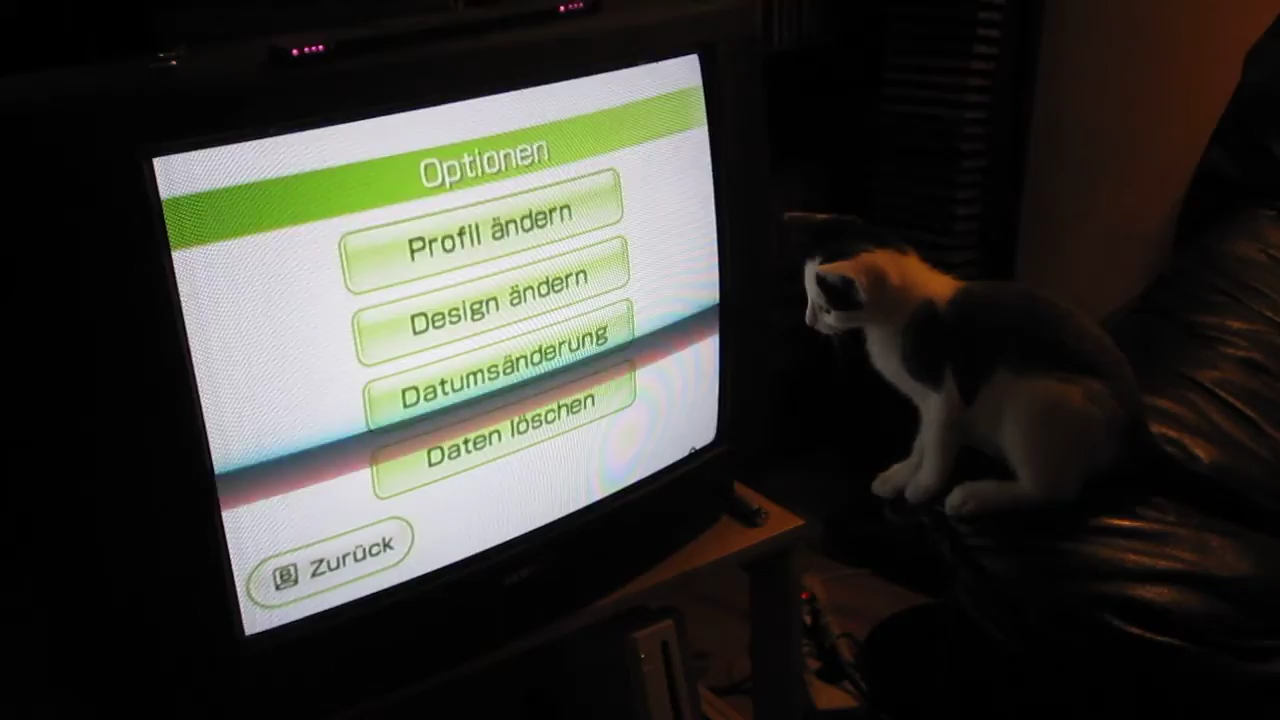 Optionen
Profil ändern
Design ändern
Datumsänderung
Daten löschen
B Zurück